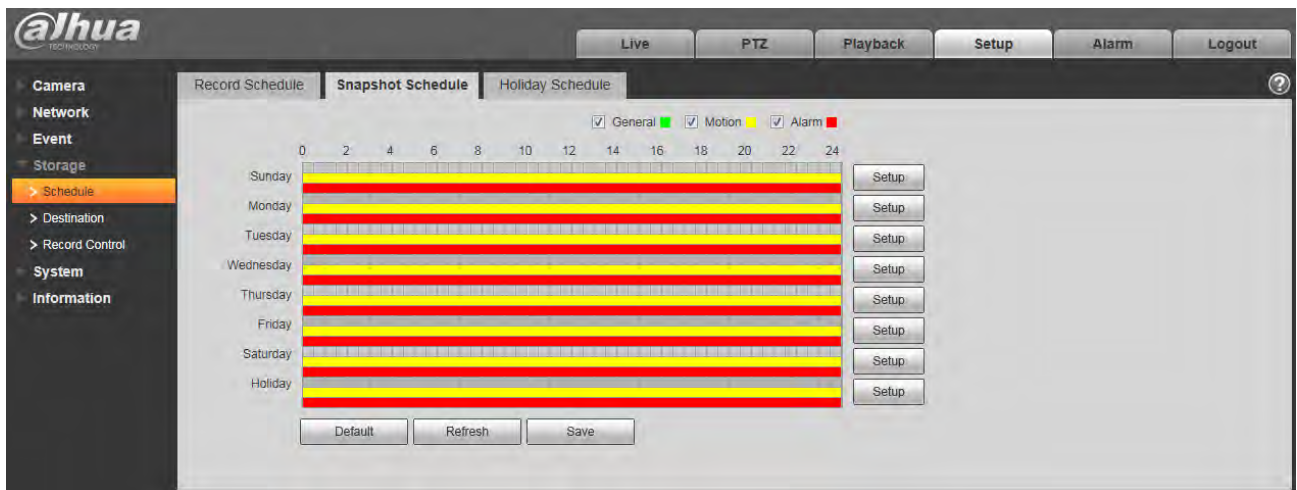 alhua
TECHNOLOGY
Live PTZ Playback Setup Alarm Logout
Camera
Network
Event
Storage
> Schedule
> Destination
> Record Control
System
Information
Record Schedule Snapshot Schedule Holiday Schedule ?
General Motion Alarm
0 2 4 6 8 10 12 14 16 18 20 22 24
Sunday Setup
Monday Setup
Tuesday Setup
Wednesday Setup
Thursday Setup
Friday Setup
Saturday Setup
Holiday Setup
Default Refresh Save